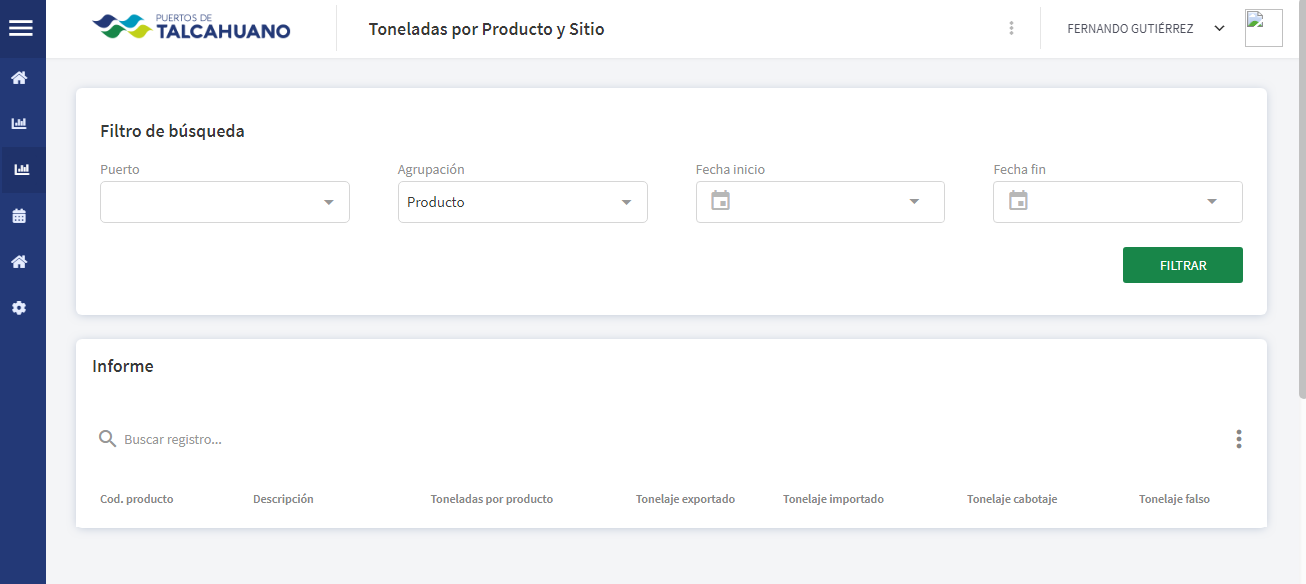 PUERTOS DE
TALCAHUANO
Toneladas por Producto y Sitio
FERNANDO GUTIÉRREZ
Filtro de búsqueda
Puerto
Agrupación
Fecha inicio
Fecha fin
Producto
FILTRAR
Informe
Buscar registro...
Cod. producto
Descripción
Toneladas por producto
Tonelaje exportado
Tonelaje importado
Tonelaje cabotaje
Tonelaje falso